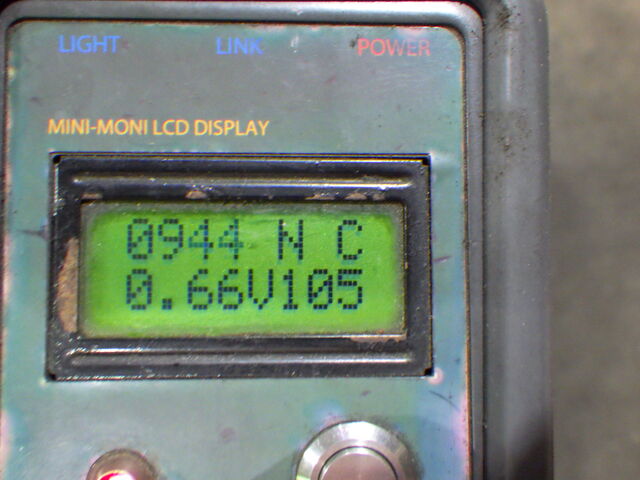 LIGHT LINK POWER
MINI-MONI LCD DISPLAY
0944 N C
0.66V105